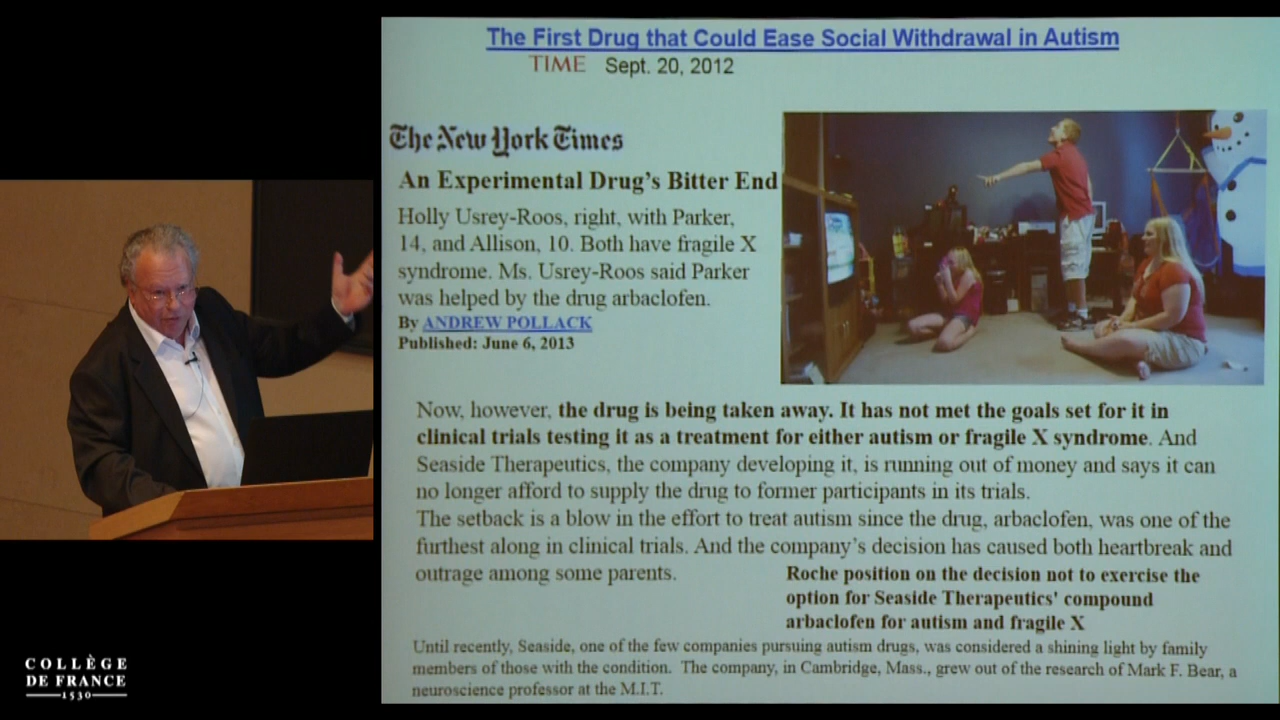 The First Drug that Could Ease Social Withdrawal in Autism
TIME Sept. 20, 2012
The New York Times
An Experimental Drug's Bitter End
Holly Usrey-Roos, right, with Parker,
14, and Allison, 10. Both have fragile X
syndrome. Ms. Usrey-Roos said Parker
was helped by the drug arbaclofen.
By ANDREW POLLACK
Published: June 6, 2013
Now, however, the drug is being taken away. It has not met the goals set for it in
clinical trials testing it as a treatment for either autism or fragile X syndrome. And
Seaside Therapeutics, the company developing it, is running out of money and says it can
no longer afford to supply the drug to former participants in its trials.
The setback is a blow in the effort to treat autism since the drug, arbaclofen, was one of the
furthest along in clinical trials. And the company's decision has caused both heartbreak and
outrage among some parents.
Roche position on the decision not to exercise the
option for Seaside Therapeutics' compound
arbaclofen for autism and fragile X
Until recently, Seaside, one of the few companies pursuing autism drugs, was considered a shining light by family
members of those with the condition. The company, in Cambridge, Mass., grew out of the research of Mark F. Bear, a
neuroscience professor at the M.I.T.
COLLÈGE
DE FRANCE
1530